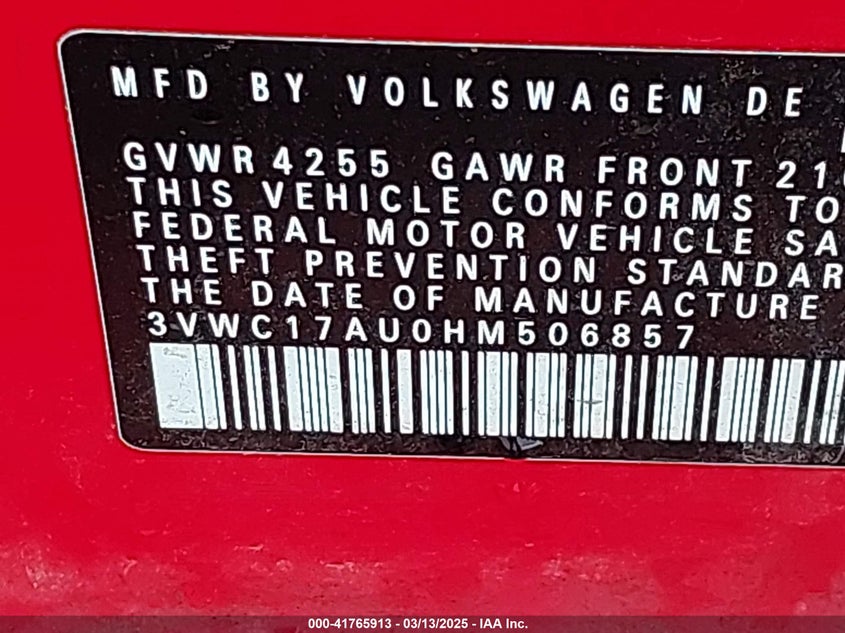 MFD BY VOLKSWAGEN DE
GVWR 4255 GAWR FRONT 21
THIS VEHICLE CONFORMS TO
FEDERAL MOTOR VEHICLE SA
THEFT PREVENTION STANDAR
THE DATE OF MANUFACTURE
3VWC17AU0HM506857
000-41765913 - 03/13/2025 - IAA Inc.